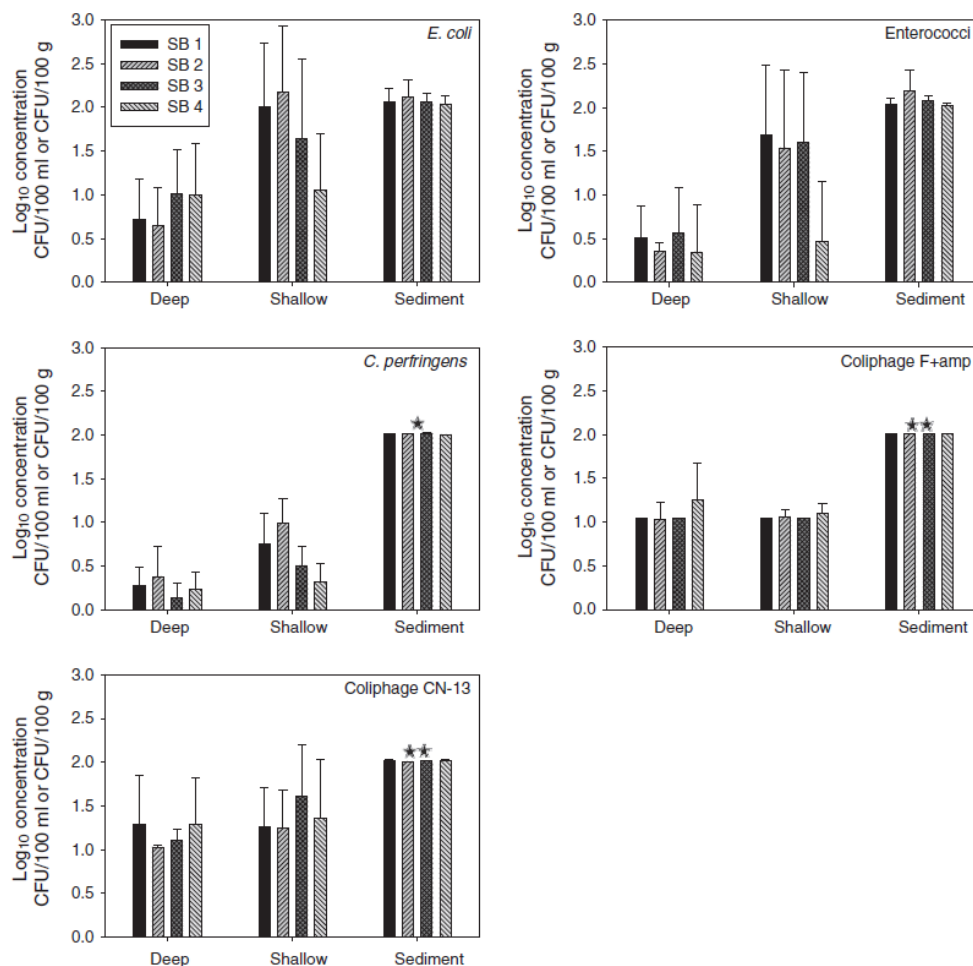 E. coli
SB 1
SB 2
SB 3
SB 4
Log10 concentration
CFU/100 ml or CFU/100 g
3.0
2.5
2.0
1.5
1.0
0.5
0.0
Deep Shallow Sediment
Enterococci
Log10 concentration
CFU/100 ml or CFU/100 g
3.0
2.5
2.0
1.5
1.0
0.5
0.0
Deep Shallow Sediment
C. perfringens
Log10 concentration
CFU/100 ml or CFU/100 g
3.0
2.5
2.0
1.5
1.0
0.5
0.0
Deep Shallow Sediment
Coliphage F+amp
Log10 concentration
CFU/100 ml or CFU/100 g
3.0
2.5
2.0
1.5
1.0
0.5
0.0
Deep Shallow Sediment
Coliphage CN-13
Log10 concentration
CFU/100 ml or CFU/100 g
3.0
2.5
2.0
1.5
1.0
0.5
0.0
Deep Shallow Sediment